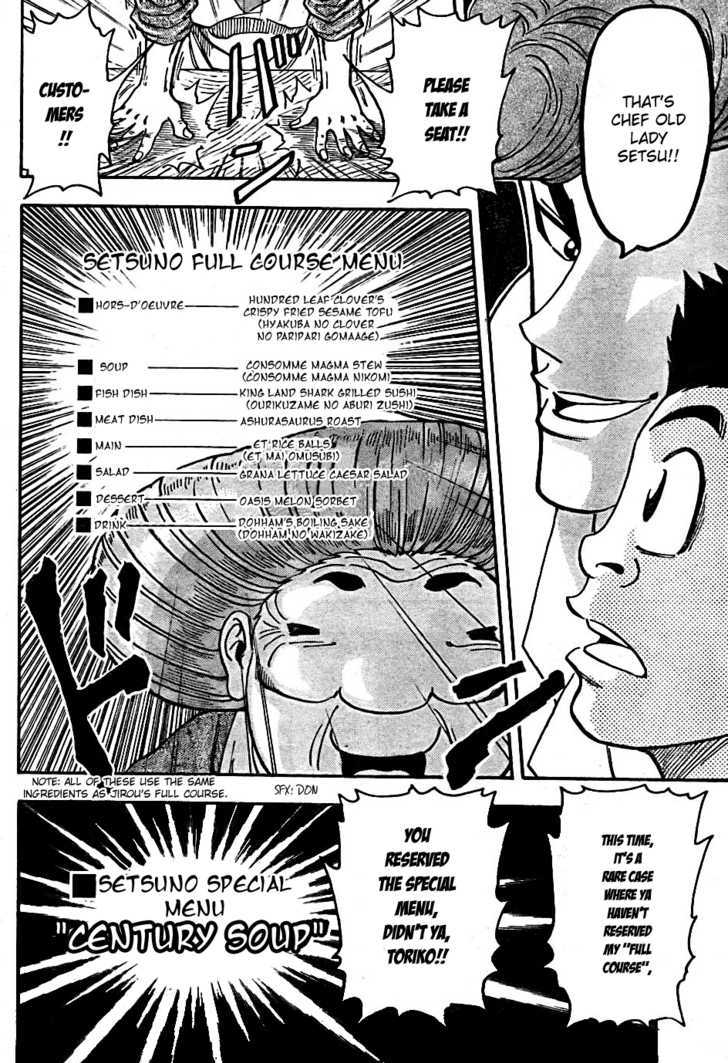 THAT'S
CHEF OLD
LADY
SETSU!!
PLEASE
TAKE A
SEAT!!
CUSTO-
MERS
!!
SETSUNO FULL COURSE MENU
HORS-D'OEUVRE
HUNDRED LEAF CLOVER'S
CRISPY FRIED SESAME TOFU
(HYAKUBA NO CLOVER
NO PARIPARI GOMAAGE)
SOUP
CONSOMME MAGMA STEW
(CONSOMME MAGMA NIKOMI)
FISH DISH
KING LAND SHARK GRILLED SUSHI
(OURIKUZAME NO ABURI ZUSHI)
MEAT DISH
ASHURASAURUS ROAST
MAIN
ET RICE BALLS
(ET MAI OMUSUBI)
SALAD
GRANA LETTUCE CAESAR SALAD
DESSERT
OASIS MELON SORBET
DRINK
DOHHAM'S BOILING SAKE
(DOHHAM NO WAKIZAKE)
ドン
NOTE: ALL OF THESE USE THE SAME
INGREDIENTS AS JIROU'S FULL COURSE.
SFX: DON
THIS TIME,
IT'S A
RARE CASE
WHERE YA
HAVEN'T
RESERVED
MY "FULL
COURSE",
YOU
RESERVED
THE SPECIAL
MENU,
DIDN'T YA,
TORIKO!!
SETSUNO SPECIAL
MENU
"CENTURY SOUP"